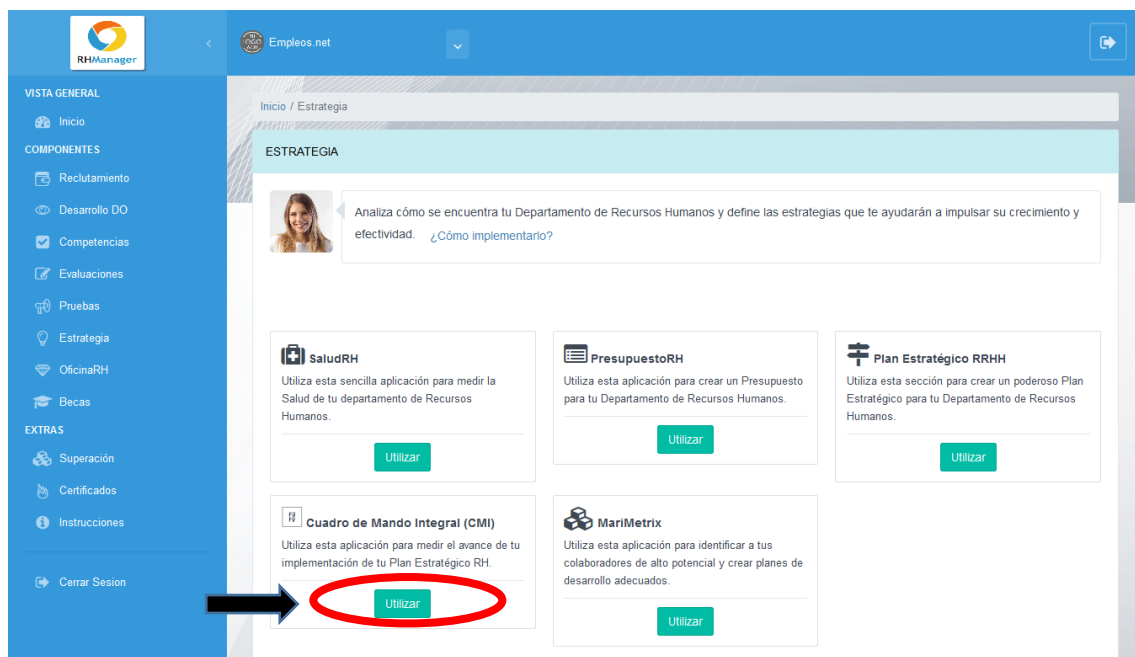 RHManager
Empleos.net
VISTA GENERAL
Inicio
COMPONENTES
Reclutamiento
Desarrollo DO
Competencias
Evaluaciones
Pruebas
Estrategia
OficinaRH
Becas
EXTRAS
Superación
Certificados
Instrucciones
Cerrar Sesion
Inicio / Estrategia
ESTRATEGIA
Analiza cómo se encuentra tu Departamento de Recursos Humanos y define las estrategias que te ayudarán a impulsar su crecimiento y
efectividad. ¿Cómo implementarlo?
SaludRH
Utiliza esta sencilla aplicación para medir la
Salud de tu departamento de Recursos
Humanos.
Utilizar
PresupuestoRH
Utiliza esta aplicación para crear un Presupuesto
para tu Departamento de Recursos Humanos.
Utilizar
Plan Estratégico RRHH
Utiliza esta sección para crear un poderoso Plan
Estratégico para tu Departamento de Recursos
Humanos.
Utilizar
Cuadro de Mando Integral (CMI)
Utiliza esta aplicación para medir el avance de tu
implementación de tu Plan Estratégico RH.
Utilizar
MariMetrix
Utiliza esta aplicación para identificar a tus
colaboradores de alto potencial y crear planes de
desarrollo adecuados.
Utilizar